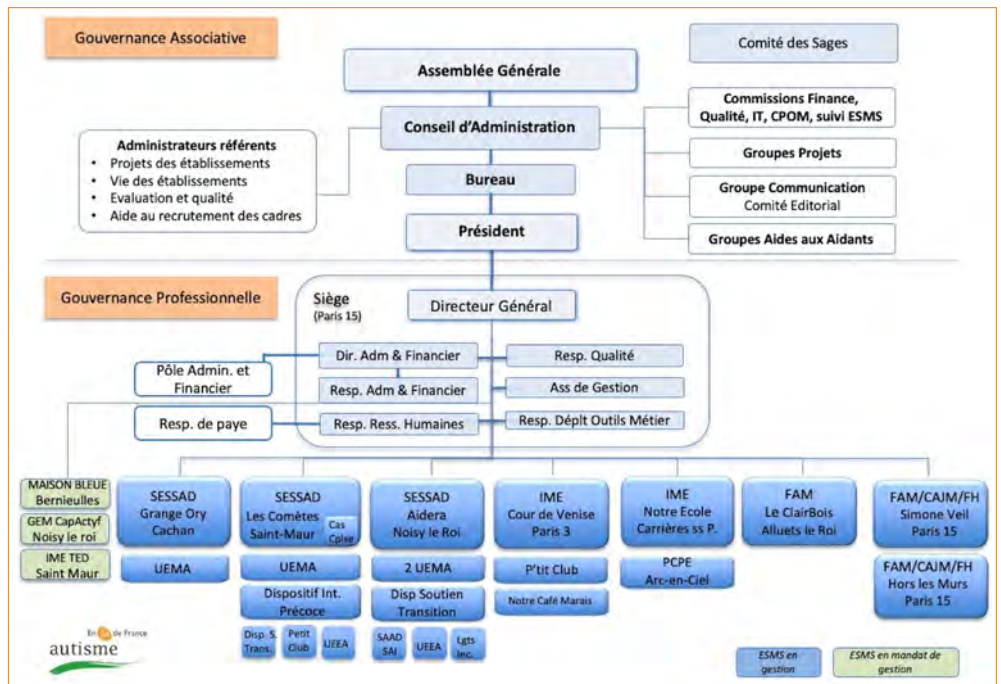 Gouvernance Associative
Comité des Sages
Assemblée Générale
Commissions Finance,
Qualité, IT, CPOM, suivi ESMS
Conseil d'Administration
Administrateurs référents
• Projets des établissements
• Vie des établissements
• Evaluation et qualité
• Aide au recrutement des cadres
Groupes Projets
Bureau
Groupe Communication
Comité Editorial
Président
Groupes Aides aux Aidants
Gouvernance Professionnelle
Siège
(Paris 15)
Directeur Général
Dir. Adm & Financier
Resp. Qualité
Pôle Admin. et
Financier
Resp. Adm & Financier
Ass de Gestion
Resp. de paye
Resp. Ress. Humaines
Resp. Déplt Outils Métier
MAISON BLEUE
Bernieulles
GEM CapActyf
Noisy le roi
IME TED
Saint Maur
SESSAD
Grange Ory
Cachan
UEMA
SESSAD
Les Comètes
Saint-Maur
Cas
Cplxe
UEMA
Dispositif Int.
Précoce
Disp. S.
Trans.
Petit
Club
UEEA
SESSAD
Aidera
Noisy le Roi
2 UEMA
Disp Soutien
Transition
SAAD
SAI
UEEA
Lgts
Inc.
IME
Cour de Venise
Paris 3
P'tit Club
Notre Café Marais
IME
Notre Ecole
Carrières ss P.
PCPE
Arc-en-Ciel
FAM
Le ClairBois
Alluets le Roi
FAM/CAJM/FH
Simone Veil
Paris 15
FAM/CAJM/FH
Hors les Murs
Paris 15
En île de France
autisme
ESMS en
gestion
ESMS en mandat de
gestion